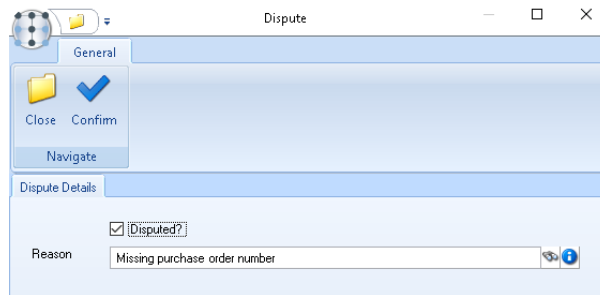 Dispute
General
Close Confirm
Navigate
Dispute Details
Disputed?
Reason Missing purchase order number